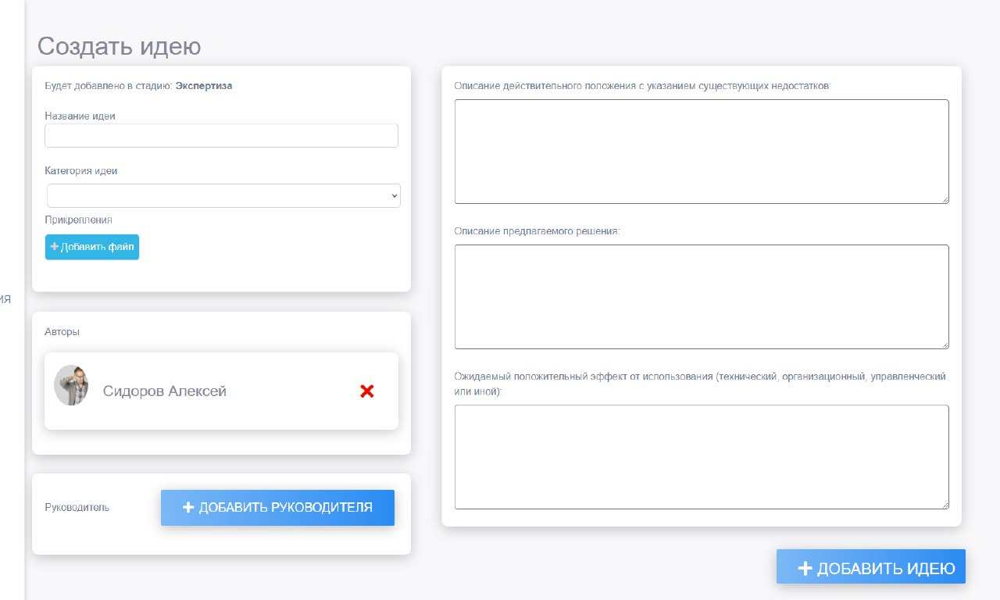 Создать идею
Будет добавлено в стадию: Экспертиза
Название идеи
Категория идеи
Прикрепления
Добавить файл
ия
Авторы
Сидоров Алексей
Руководитель
ДОБАВИТЬ РУКОВОДИТЕЛЯ
Описание действительного положения с указанием существующих недостатков:
Описание предлагаемого решения:
Ожидаемый положительный эффект от использования (технический, организационный, управленческий
или иной):
ДОБАВИТЬ ИДЕЮ